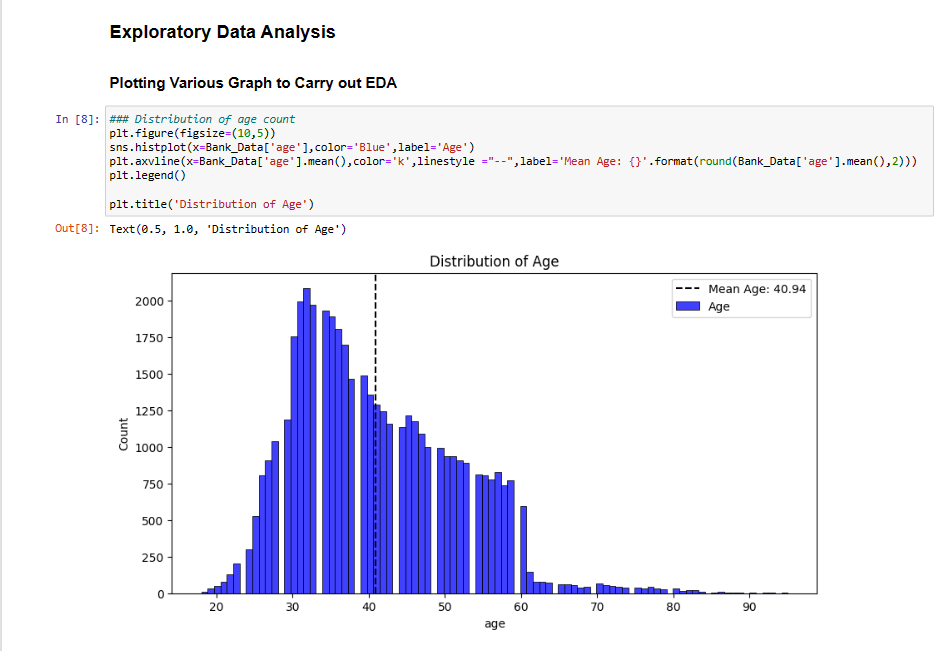 Exploratory Data Analysis
Plotting Various Graph to Carry out EDA
In [8]: ### Distribution of age count
plt.figure(figsize=(10,5))
sns.histplot(x=Bank_Data['age'],color='Blue',label='Age')
plt.axvline(x=Bank_Data['age'].mean(),color='k',linestyle ="--",label='Mean Age: {}'.format(round(Bank_Data['age'].mean(),2)))
plt.legend()
plt.title('Distribution of Age')
Out[8]: Text(0.5, 1.0, 'Distribution of Age')
Distribution of Age
Mean Age: 40.94
Age
2000
1750
1500
1250
1000
750
500
250
0
Count
20 30 40 50 60 70 80 90
age